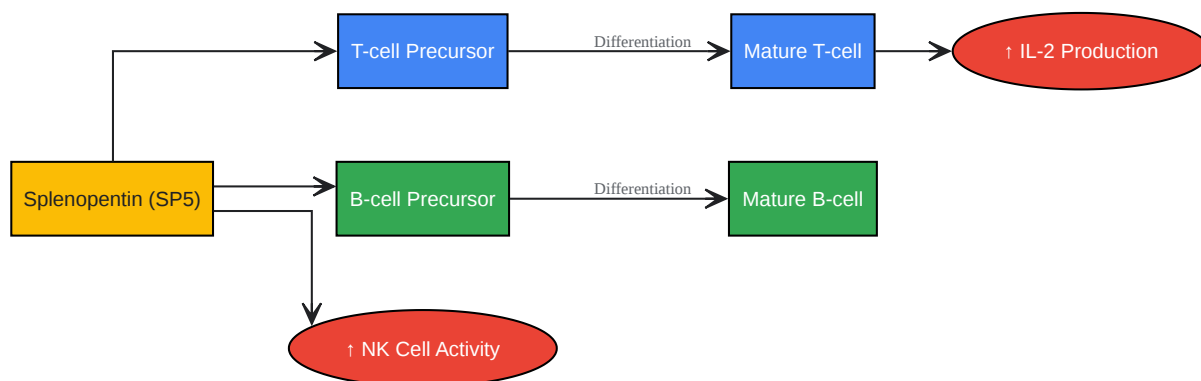 T-cell Precursor
Differentiation
Mature T-cell
↑ IL-2 Production
Splenopentin (SP5)
B-cell Precursor
Differentiation
Mature B-cell
↑ NK Cell Activity